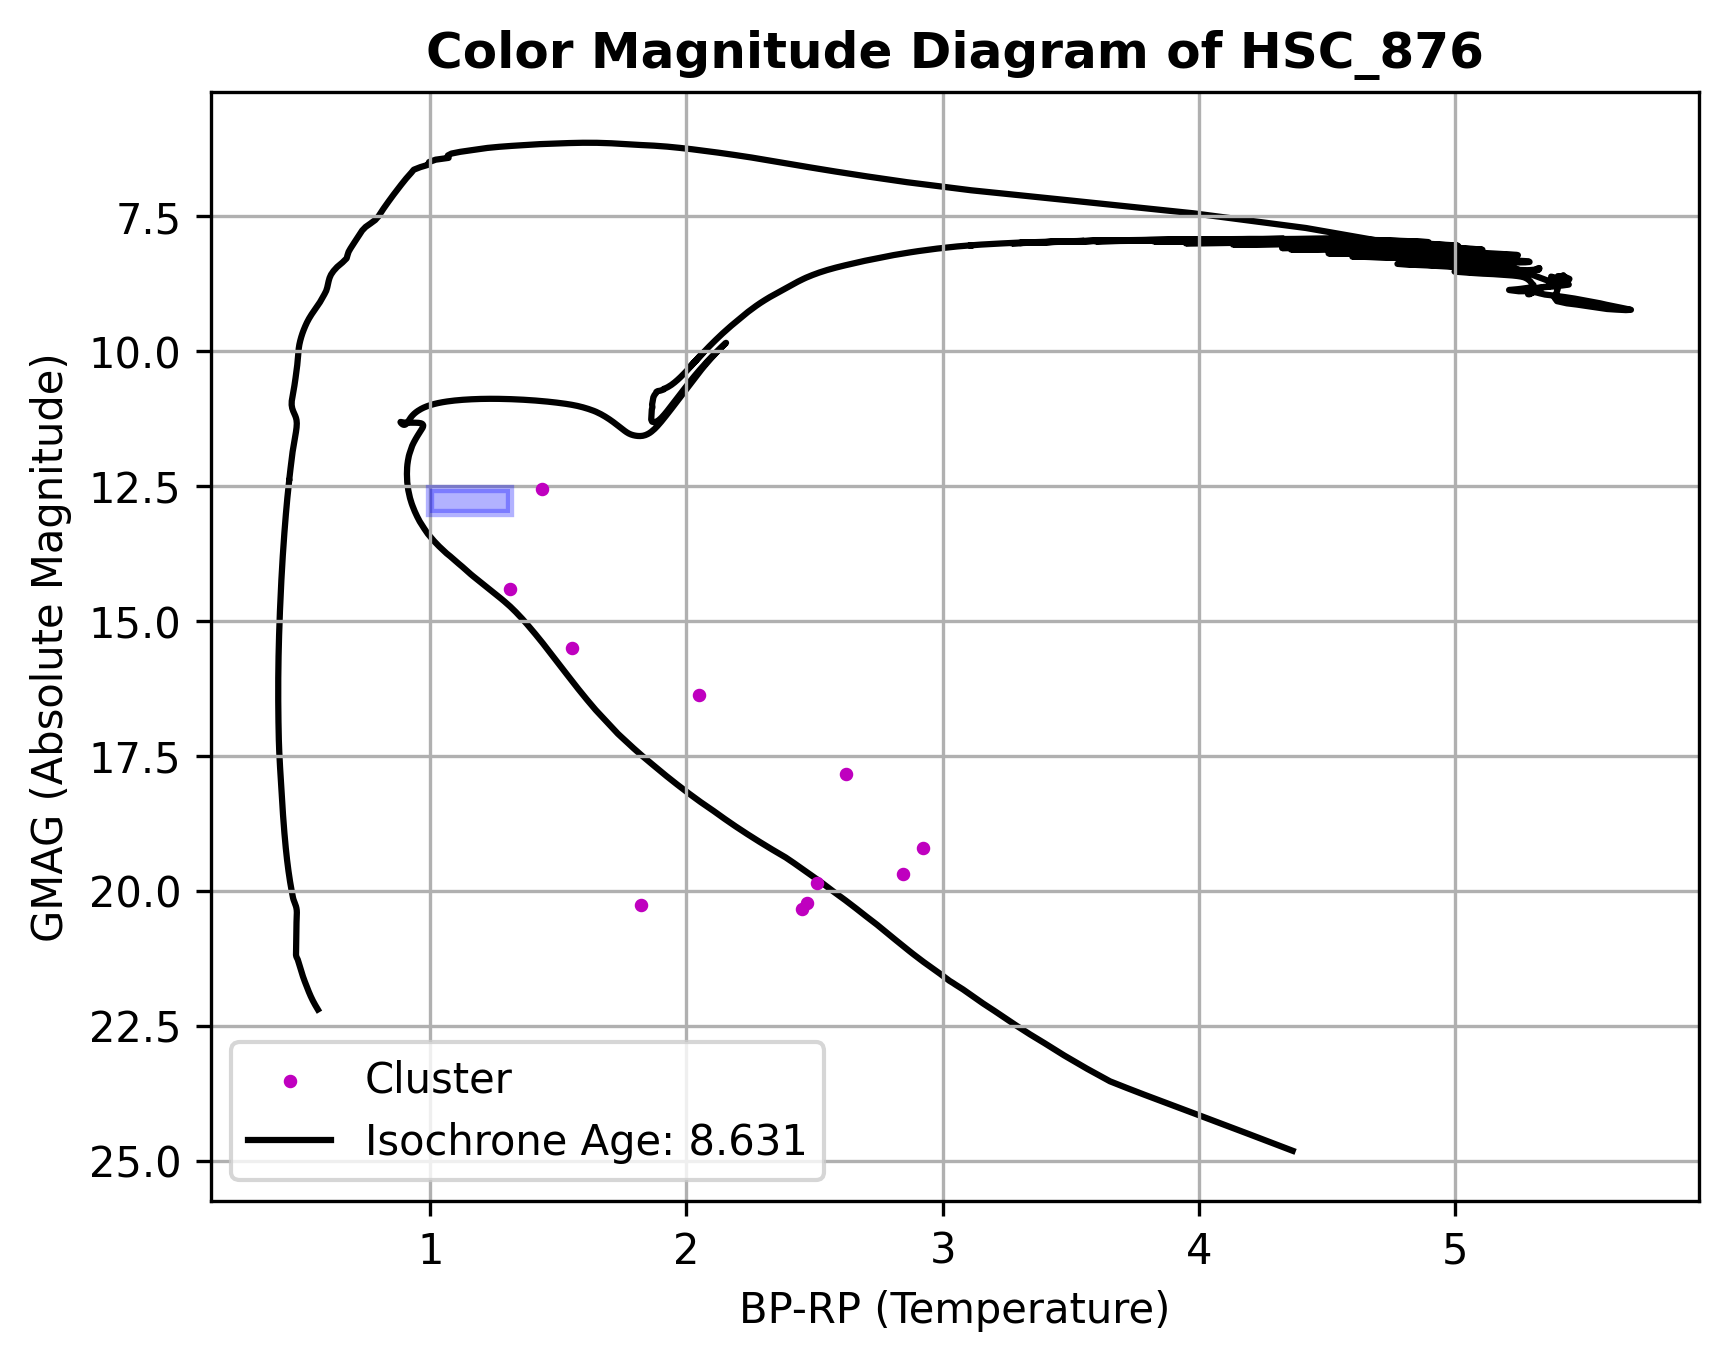 Color Magnitude Diagram of HSC_876
GMAG (Absolute Magnitude)
7.5
10.0
12.5
15.0
17.5
20.0
22.5
25.0
Cluster
Isochrone Age: 8.631
1 2 3 4 5
BP-RP (Temperature)